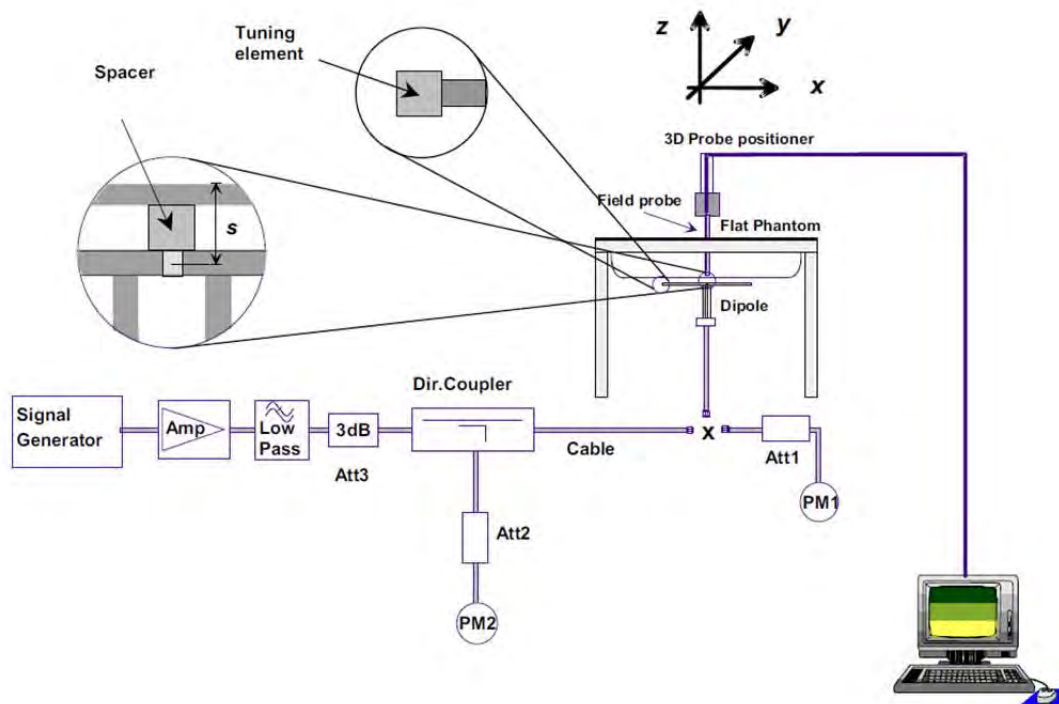 Tuning
element
Spacer
s
z
y
x
3D Probe positioner
Field probe
Flat Phantom
Dipole
Dir.Coupler
Signal
Generator
Amp
Low
Pass
3dB
Att3
Cable
x
Att1
PM1
Att2
PM2